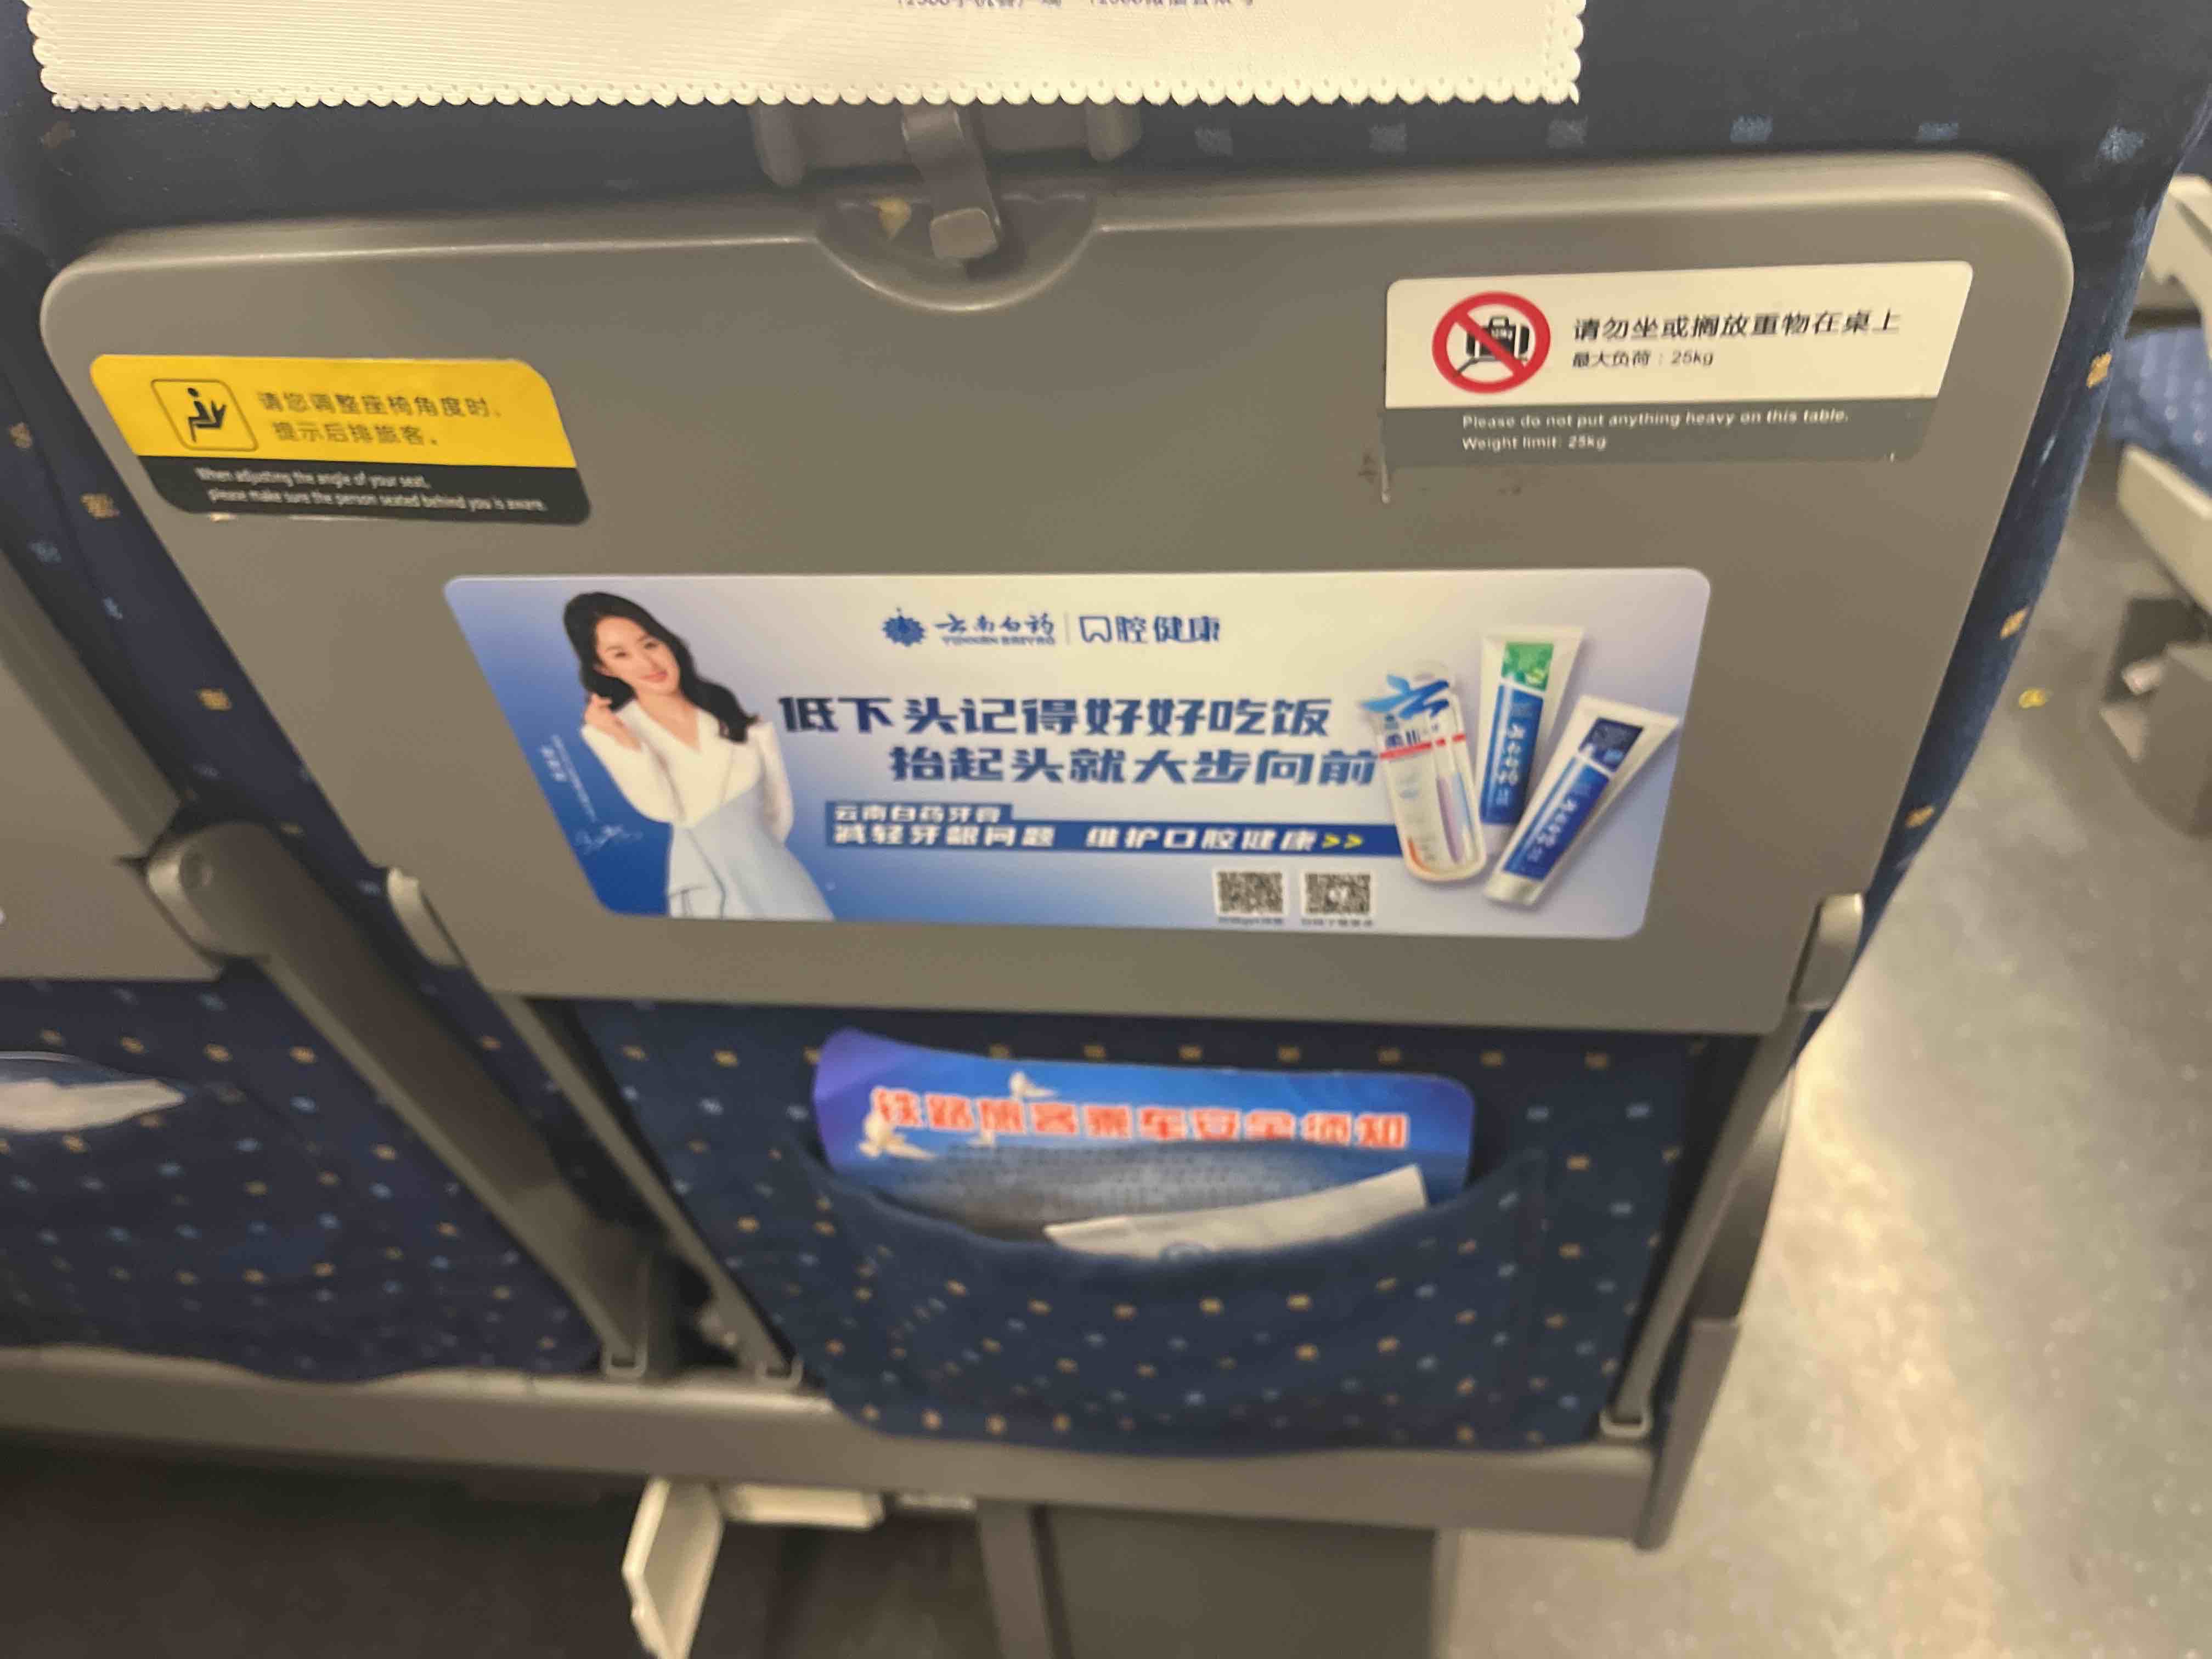 请您调整座椅角度时，
提示后排旅客。
When adjusting the angle of your seat,
please make sure the person seated behind you is aware.
请勿坐或搁放重物在桌上
最大负荷：25kg
Please do not put anything heavy on this table.
Weight limit: 25kg
云南白药 口腔健康
YUNNAN BAIYAO
低下头记得好好吃饭
抬起头就大步向前
云南白药牙膏
减轻牙龈问题 维护口腔健康>>
铁路旅客乘车安全须知